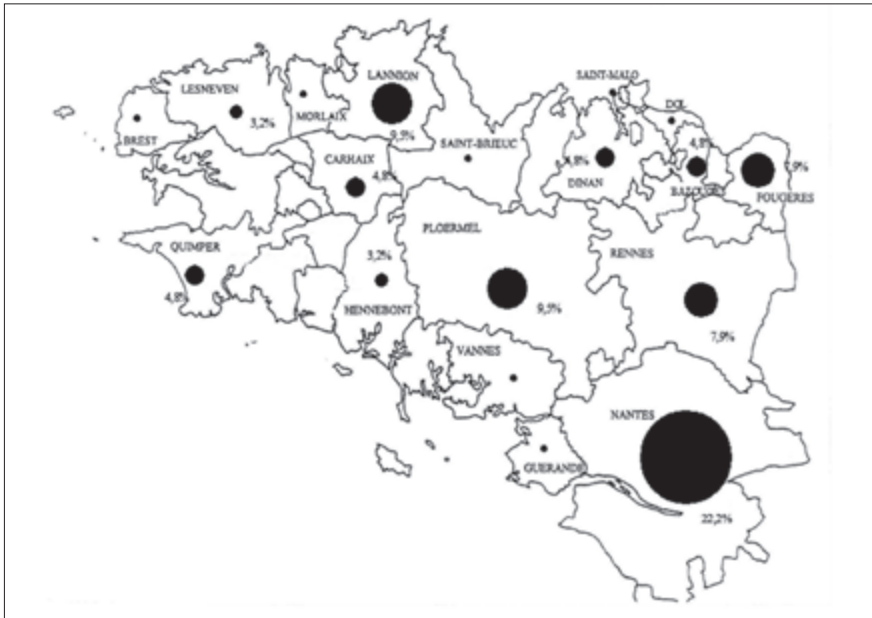 LANNION
SAINT-MALO
LESNEVEN
DOL
MORLAIX
3,2%
9,5%
BREST
SAINT-BRIEUC
4,8%
CARHAIX
4,8%
4,8%
7,9%
DINAN
FOUGERES
PLOERMEL
QUIMPER
3,2%
RENNES
4,8%
HENNEBONT
9,5%
7,9%
VANNES
NANTES
GUERANDE
22,2%